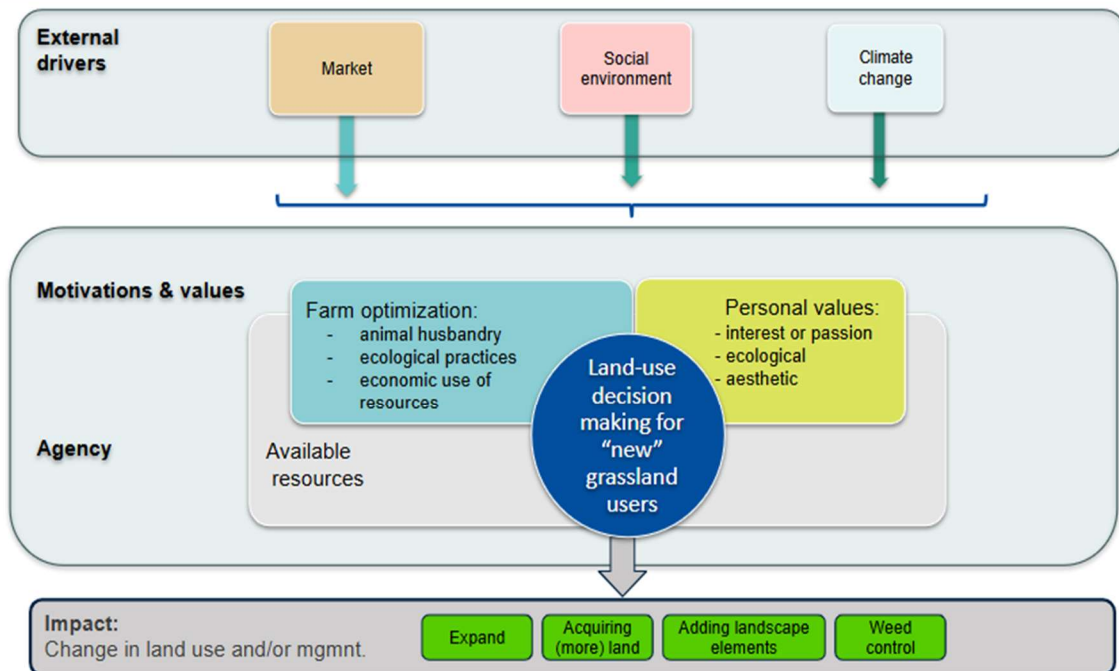 External
drivers
Market
Social
environment
Climate
change
Motivations & values
Farm optimization:
- animal husbandry
- ecological practices
- economic use of
resources
Personal values:
- interest or passion
- ecological
- aesthetic
Land-use
decision
making for
“new”
grassland
users
Agency
Available
resources
Impact:
Change in land use and/or mgmnt.
Expand
Acquiring
(more) land
Adding landscape
elements
Weed
control